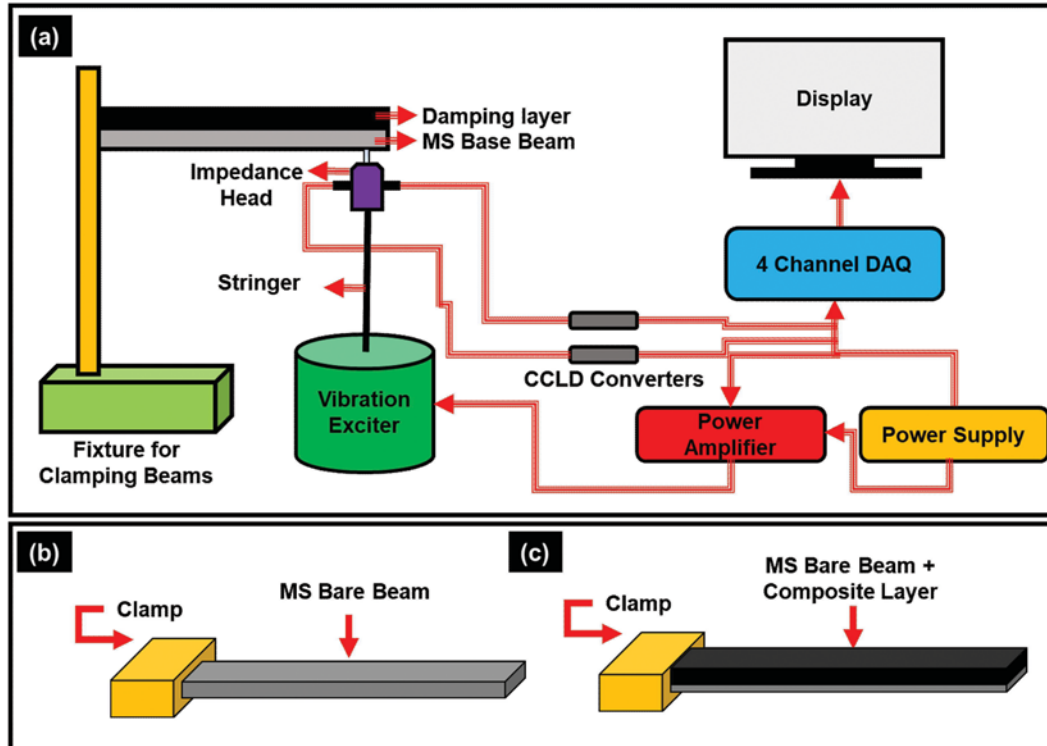 (a)
Damping layer
MS Base Beam
Impedance
Head
Stringer
Vibration
Exciter
Fixture for
Clamping Beams
Display
4 Channel DAQ
CCLD Converters
Power
Amplifier
Power Supply
(b)
Clamp
MS Bare Beam
(c)
Clamp
MS Bare Beam +
Composite Layer